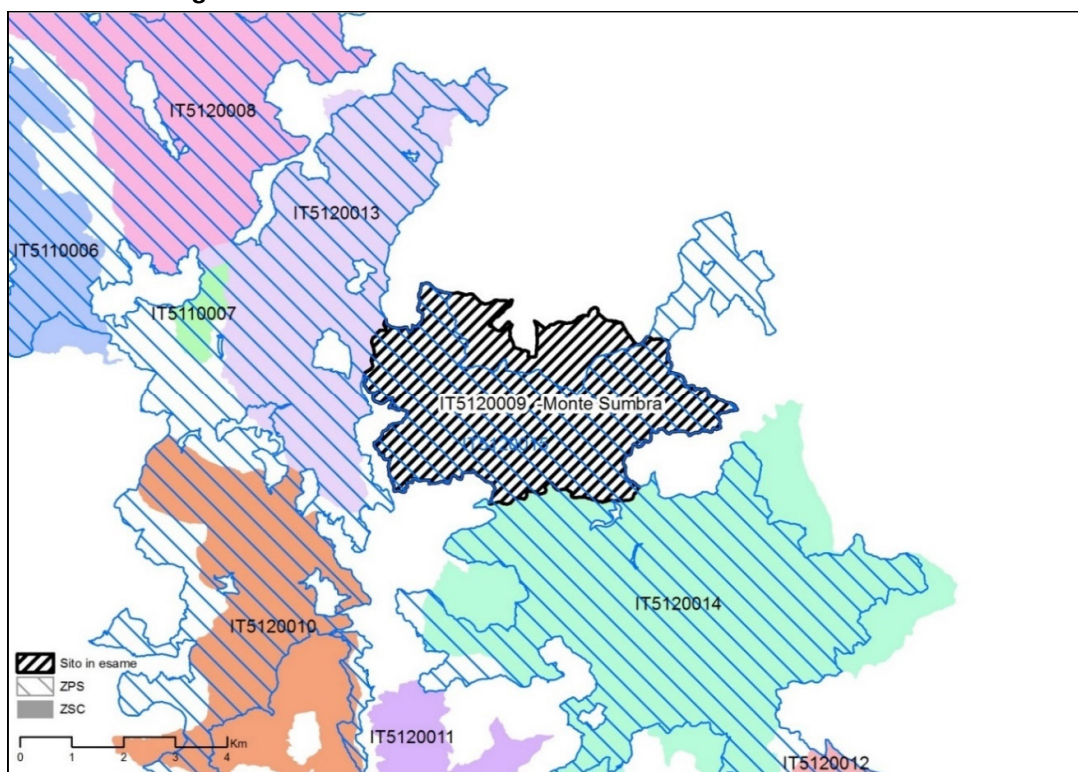 g
IT5120008
IT5120013
IT5110006
IT5110007
IT5120009 -Monte Sumbra
IT5120014
IT5120010
Sito in esame
ZPS
ZSC
IT5120011
Km
0 1 2 3 4
IT5120012